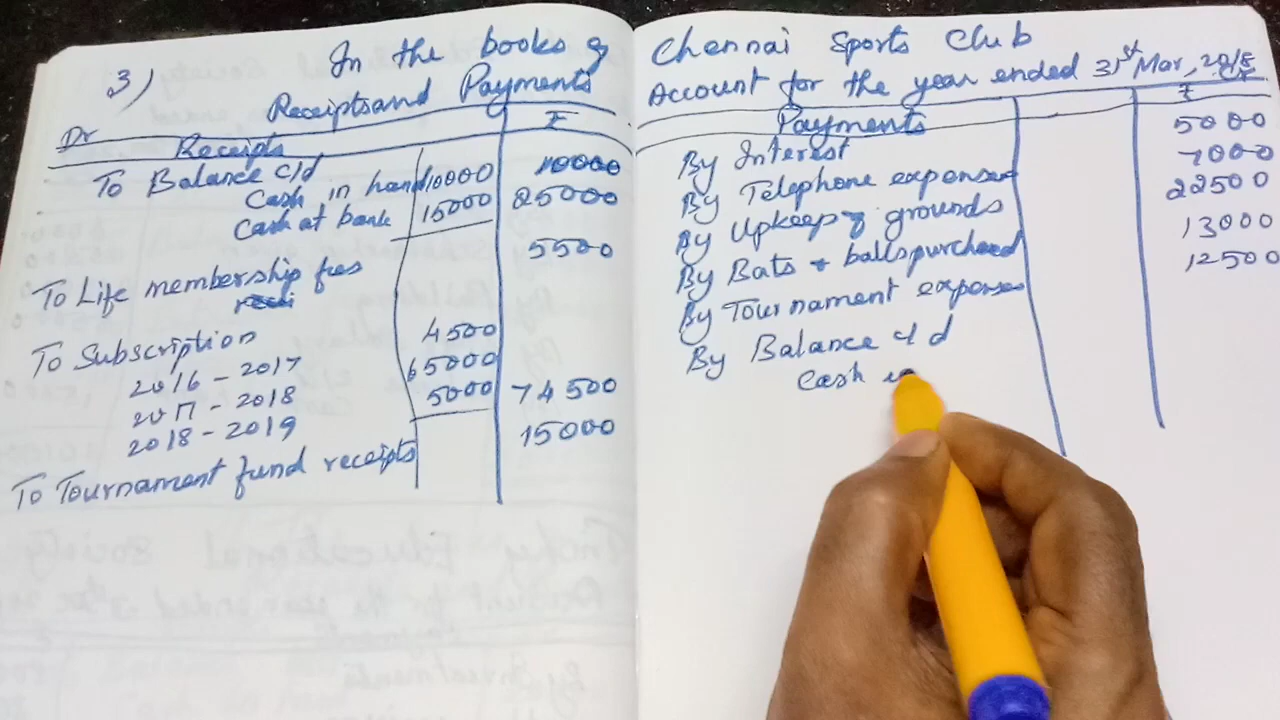 3)
In the books of
Receipts and Payments
Dr
Receipts ₹
To Balance c/d 10000
Cash in hand 10000 25000
Cash at bank 15000
To Life membership fees 5500
To Subscription
2016 - 2017 4500
2017 - 2018 65000
2018 - 2019 5000 74500
To Tournament fund receipts 15000
Chennai Sports Club
Account for the year ended 31st Mar, 2018
Cr
Payments ₹
By Interest 5000
By Telephone expenses 7000
By Upkeep of grounds 22500
By Bats & balls purchased 13000
By Tournament expenses 12500
By Balance c/d
Cash